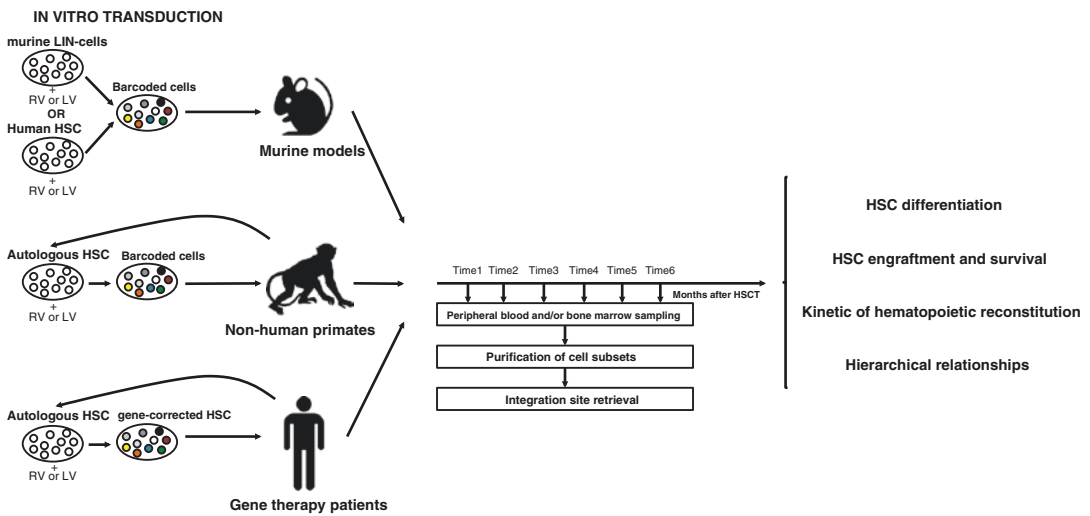 IN VITRO TRANSDUCTION
murine LIN-cells
+
RV or LV
OR
Human HSC
+
RV or LV
Barcoded cells
Murine models
Autologous HSC
+
RV or LV
Barcoded cells
Non-human primates
Autologous HSC
+
RV or LV
gene-corrected HSC
Gene therapy patients
Time1 Time2 Time3 Time4 Time5 Time6
Months after HSCT
Peripheral blood and/or bone marrow sampling
Purification of cell subsets
Integration site retrieval
HSC differentiation
HSC engraftment and survival
Kinetic of hematopoietic reconstitution
Hierarchical relationships